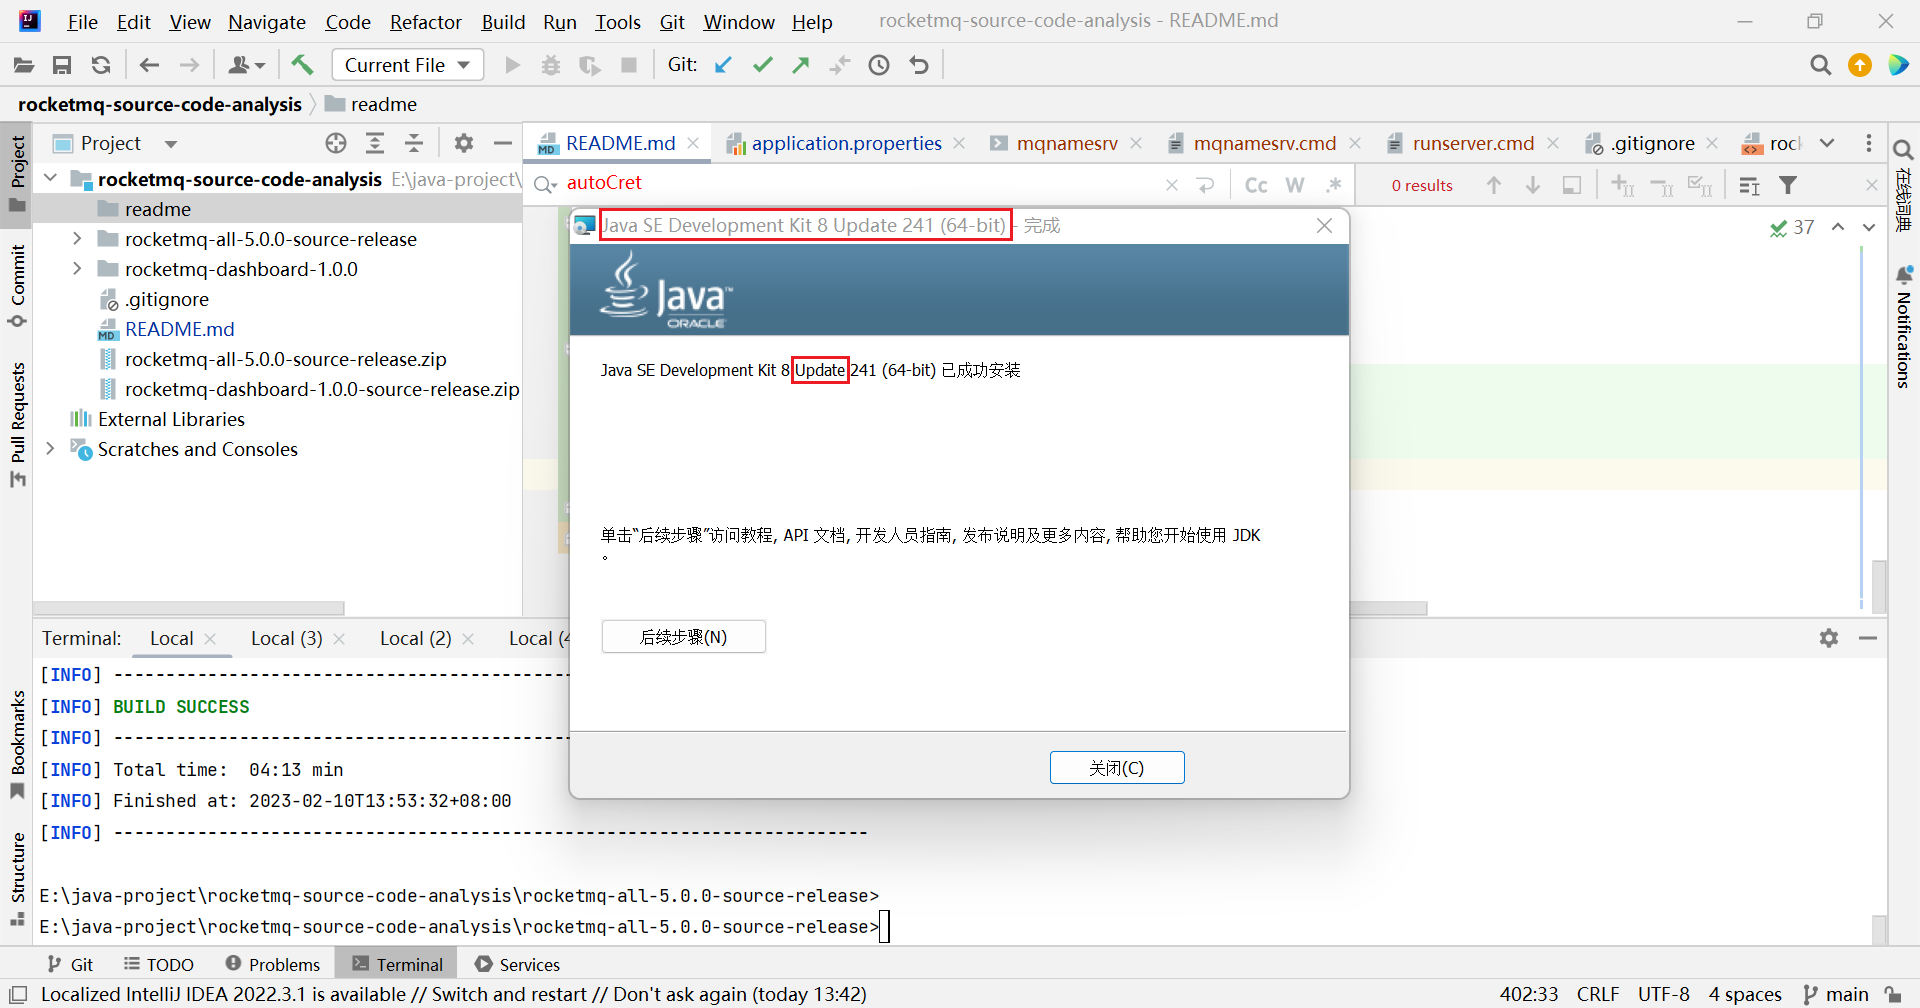 File Edit View Navigate Code Refactor Build Run Tools Git Window Help rocketmq-source-code-analysis - README.md
Current File Git:
rocketmq-source-code-analysis readme
Project
README.md application.properties mqnamesrv mqnamesrv.cmd runserver.cmd .gitignore rock
rocketmq-source-code-analysis E:\java-project\
autoCret Cc W .* 0 results
readme
rocketmq-all-5.0.0-source-release
rocketmq-dashboard-1.0.0
.gitignore
README.md
rocketmq-all-5.0.0-source-release.zip
rocketmq-dashboard-1.0.0-source-release.zip
External Libraries
Scratches and Consoles
Project
Commit
Pull Requests
Bookmarks
Structure
37
在线词典
Notifications
Java SE Development Kit 8 Update 241 (64-bit) - 完成
Java
ORACLE
Java SE Development Kit 8 Update 241 (64-bit) 已成功安装
单击“后续步骤”访问教程, API 文档, 开发人员指南, 发布说明及更多内容, 帮助您开始使用 JDK
。
后续步骤(N)
关闭(C)
Terminal: Local Local (3) Local (2) Local (4
[INFO] ------------------------------------------
[INFO] BUILD SUCCESS
[INFO] ------------------------------------------
[INFO] Total time:  04:13 min
[INFO] Finished at: 2023-02-10T13:53:32+08:00
[INFO] ------------------------------------------------------------------------
E:\java-project\rocketmq-source-code-analysis\rocketmq-all-5.0.0-source-release>
E:\java-project\rocketmq-source-code-analysis\rocketmq-all-5.0.0-source-release>
Git TODO Problems Terminal Services
Localized IntelliJ IDEA 2022.3.1 is available // Switch and restart // Don't ask again (today 13:42) 402:33 CRLF UTF-8 4 spaces main